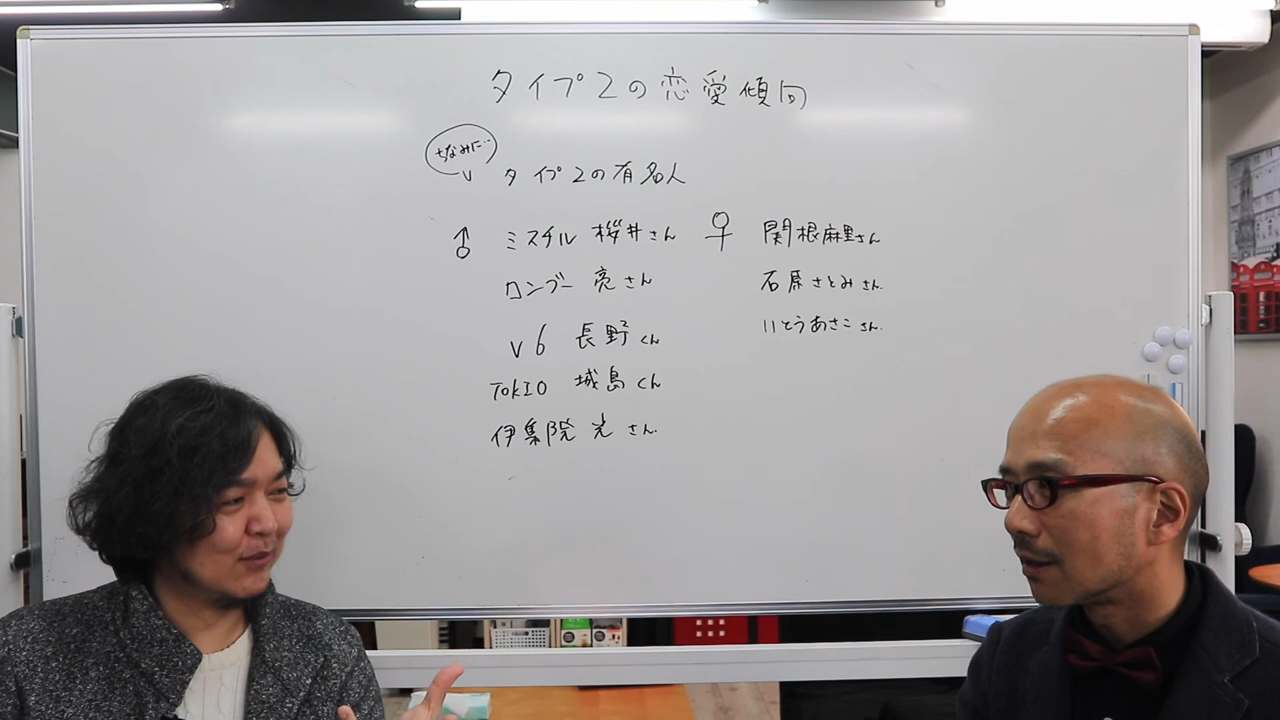 タイプ2の恋愛傾向
ちなみに…
タイプ2の有名人
♂ ミスチル 桜井さん
カンブー 亮さん
V6 長野くん
TOKIO 城島くん
伊集院 光さん
♀ 関根麻里さん
石原さとみさん
いとうあさこさん